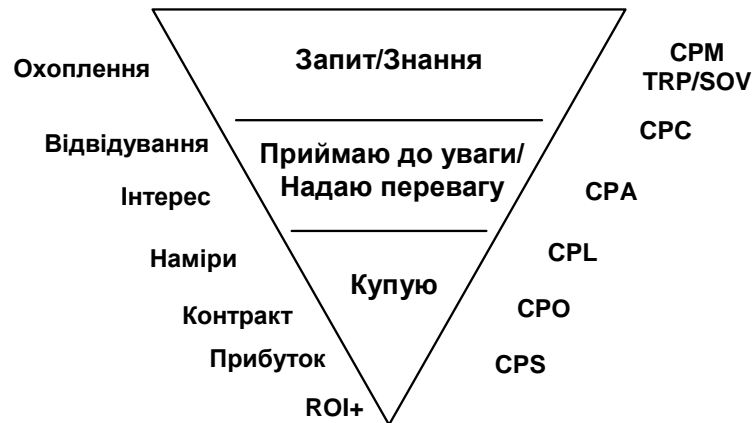 Охоплення
Відвідування
Інтерес
Наміри
Контракт
Прибуток
ROI+
Запит/Знання
Приймаю до уваги/
Надаю перевагу
Купую
CPM
TRP/SOV
CPC
CPA
CPL
CPO
CPS